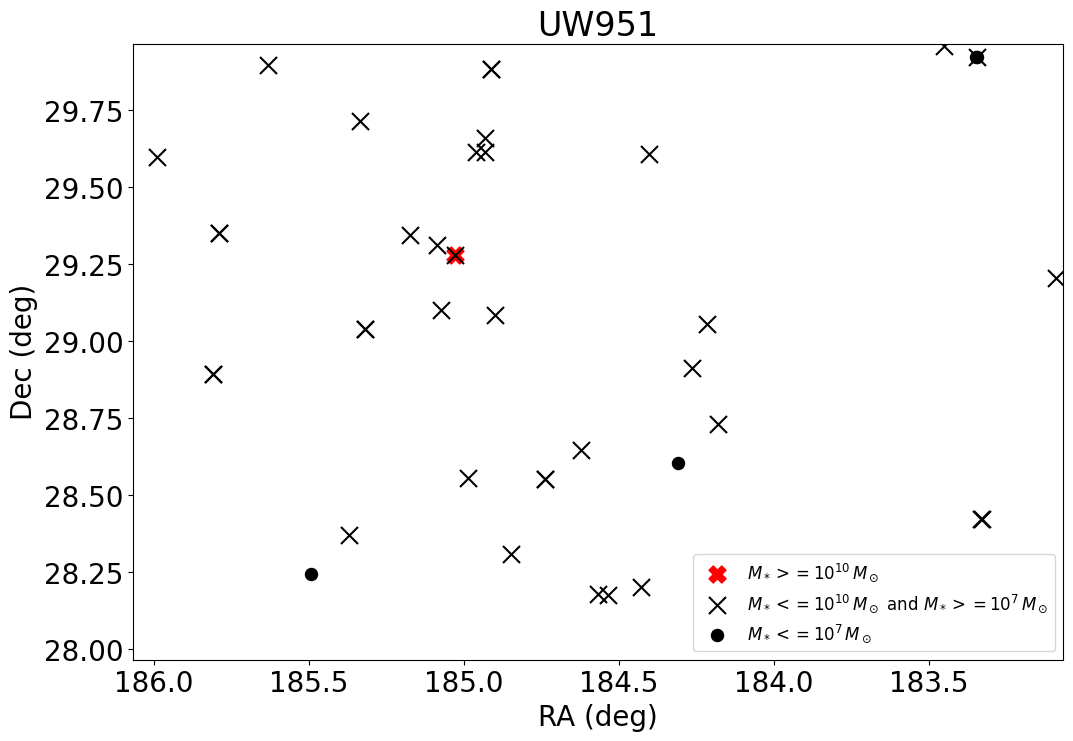 UW951
29.75
29.50
29.25
29.00
28.75
28.50
28.25
28.00
Dec (deg)
186.0 185.5 185.0 184.5 184.0 183.5
RA (deg)
M* >= 10^10 M⊙
M* <= 10^10 M⊙ and M* >= 10^7 M⊙
M* <= 10^7 M⊙